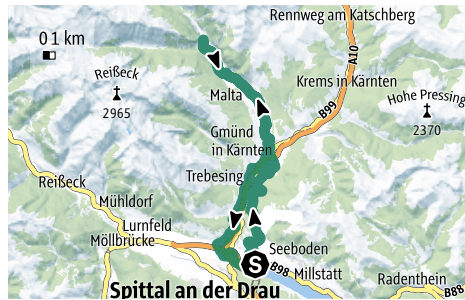 Rennweg am Katschberg
0 1 km
A10
Reißeck
2965
Krems in Kärnten
Malta
B99
Hohe Pressing
2370
Gmünd
in Kärnten
Trebesing
Reißeck
Mühldorf
Lurnfeld
Möllbrücke
Seeboden
S
B98
Millstatt
Radenthein
Spittal an der Drau
B88